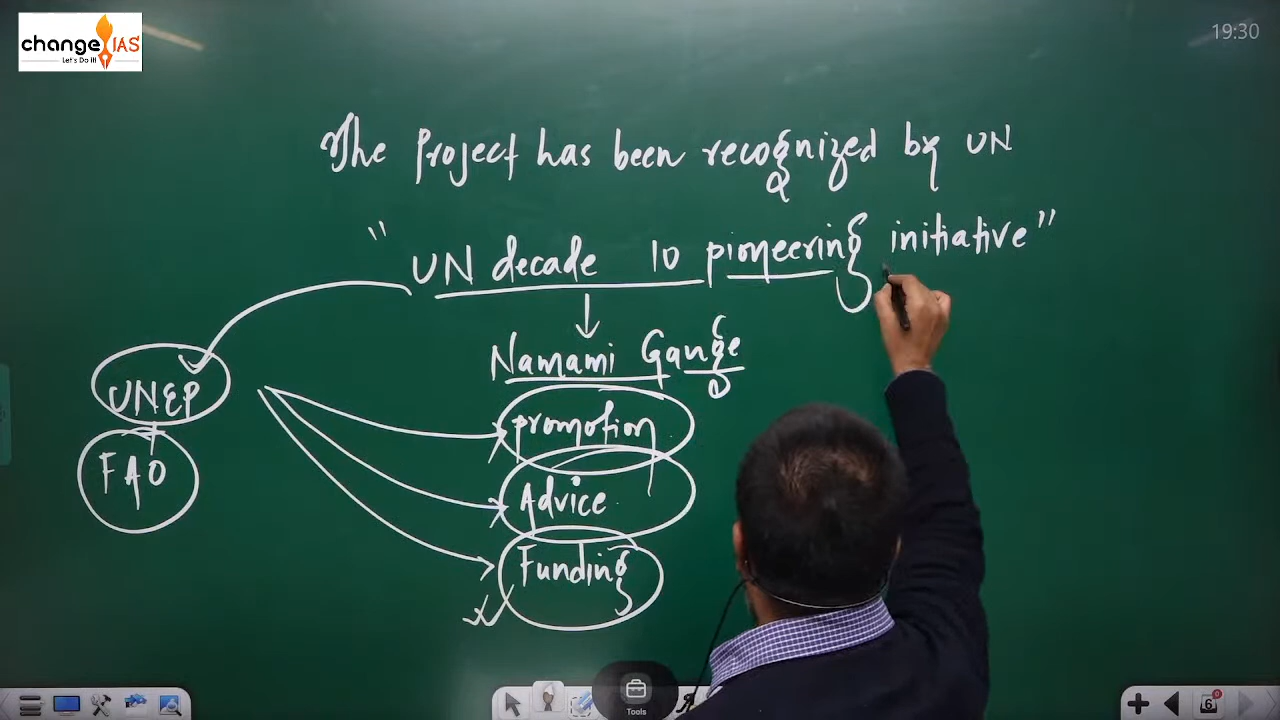 change IAS
Let's Do It!
19:30
The Project has been recognized by UN
" UN decade 10 pioneering initiative "
Namami Gange
UNEP
promotion
FAO
Advice
Funding
Tools
6